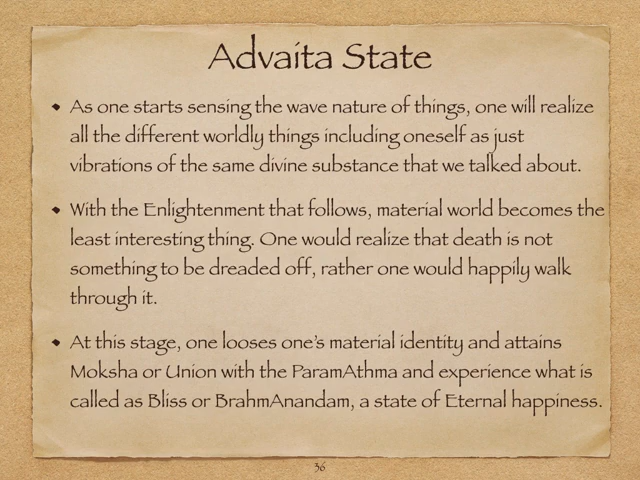 Advaita State
As one starts sensing the wave nature of things, one will realize
all the different worldly things including oneself as just
vibrations of the same divine substance that we talked about.
With the Enlightenment that follows, material world becomes the
least interesting thing. One would realize that death is not
something to be dreaded off, rather one would happily walk
through it.
At this stage, one looses one's material identity and attains
Moksha or Union with the ParamAthma and experience what is
called as Bliss or BrahmAnandam, a state of Eternal happiness.
36